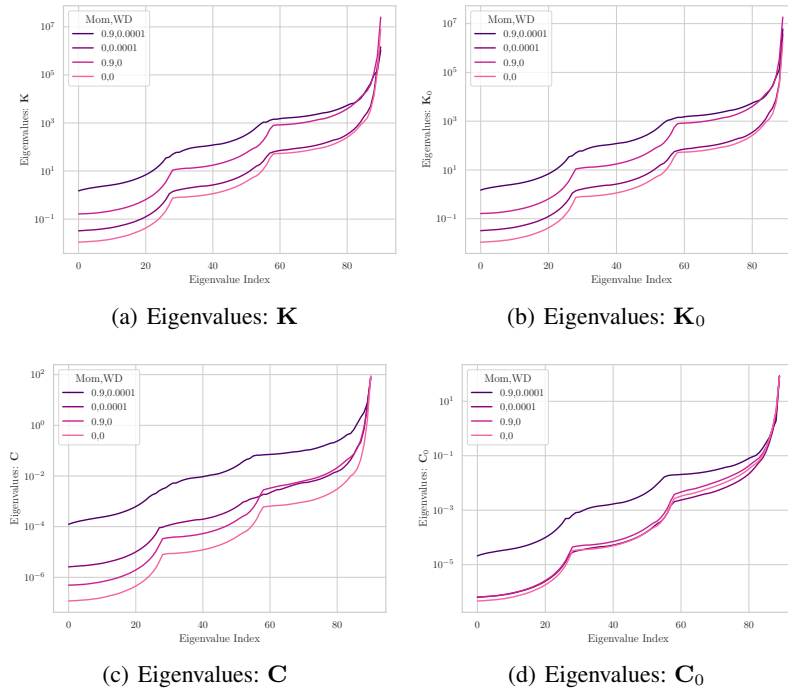 Mom,WD
0.9,0.0001
0,0.0001
0.9,0
0,0
10^7
10^5
10^3
10^1
10^-1
Eigenvalues: K
0 20 40 60 80
Eigenvalue Index
(a) Eigenvalues: K
Mom,WD
0.9,0.0001
0,0.0001
0.9,0
0,0
10^7
10^5
10^3
10^1
10^-1
Eigenvalues: K_0
0 20 40 60 80
Eigenvalue Index
(b) Eigenvalues: K_0
Mom,WD
0.9,0.0001
0,0.0001
0.9,0
0,0
10^2
10^0
10^-2
10^-4
10^-6
Eigenvalues: C
0 20 40 60 80
Eigenvalue Index
(c) Eigenvalues: C
Mom,WD
0.9,0.0001
0,0.0001
0.9,0
0,0
10^1
10^-1
10^-3
10^-5
Eigenvalues: C_0
0 20 40 60 80
Eigenvalue Index
(d) Eigenvalues: C_0